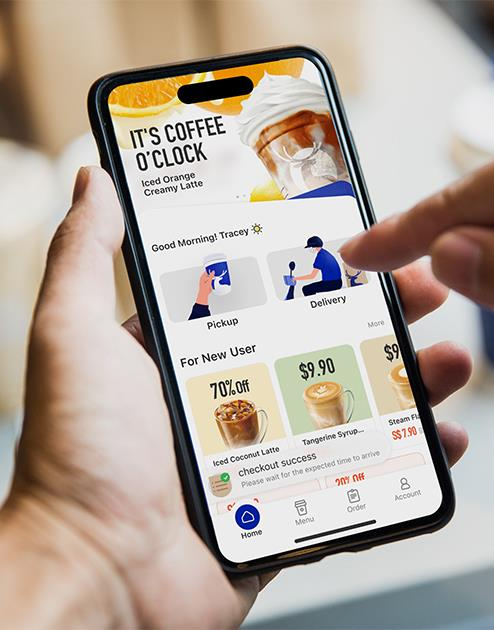 IT'S COFFEE
O'CLOCK
Iced Orange
Creamy Latte
Good Morning! Tracey
Pickup
Delivery
More
For New User
70%Off
$9.90
$9
Iced Coconut Latte
Tangerine Syrup...
Steam Fl
S$7.90
checkout success
Please wait for the expected time to arrive
20% Off
Home
Menu
Order
Account